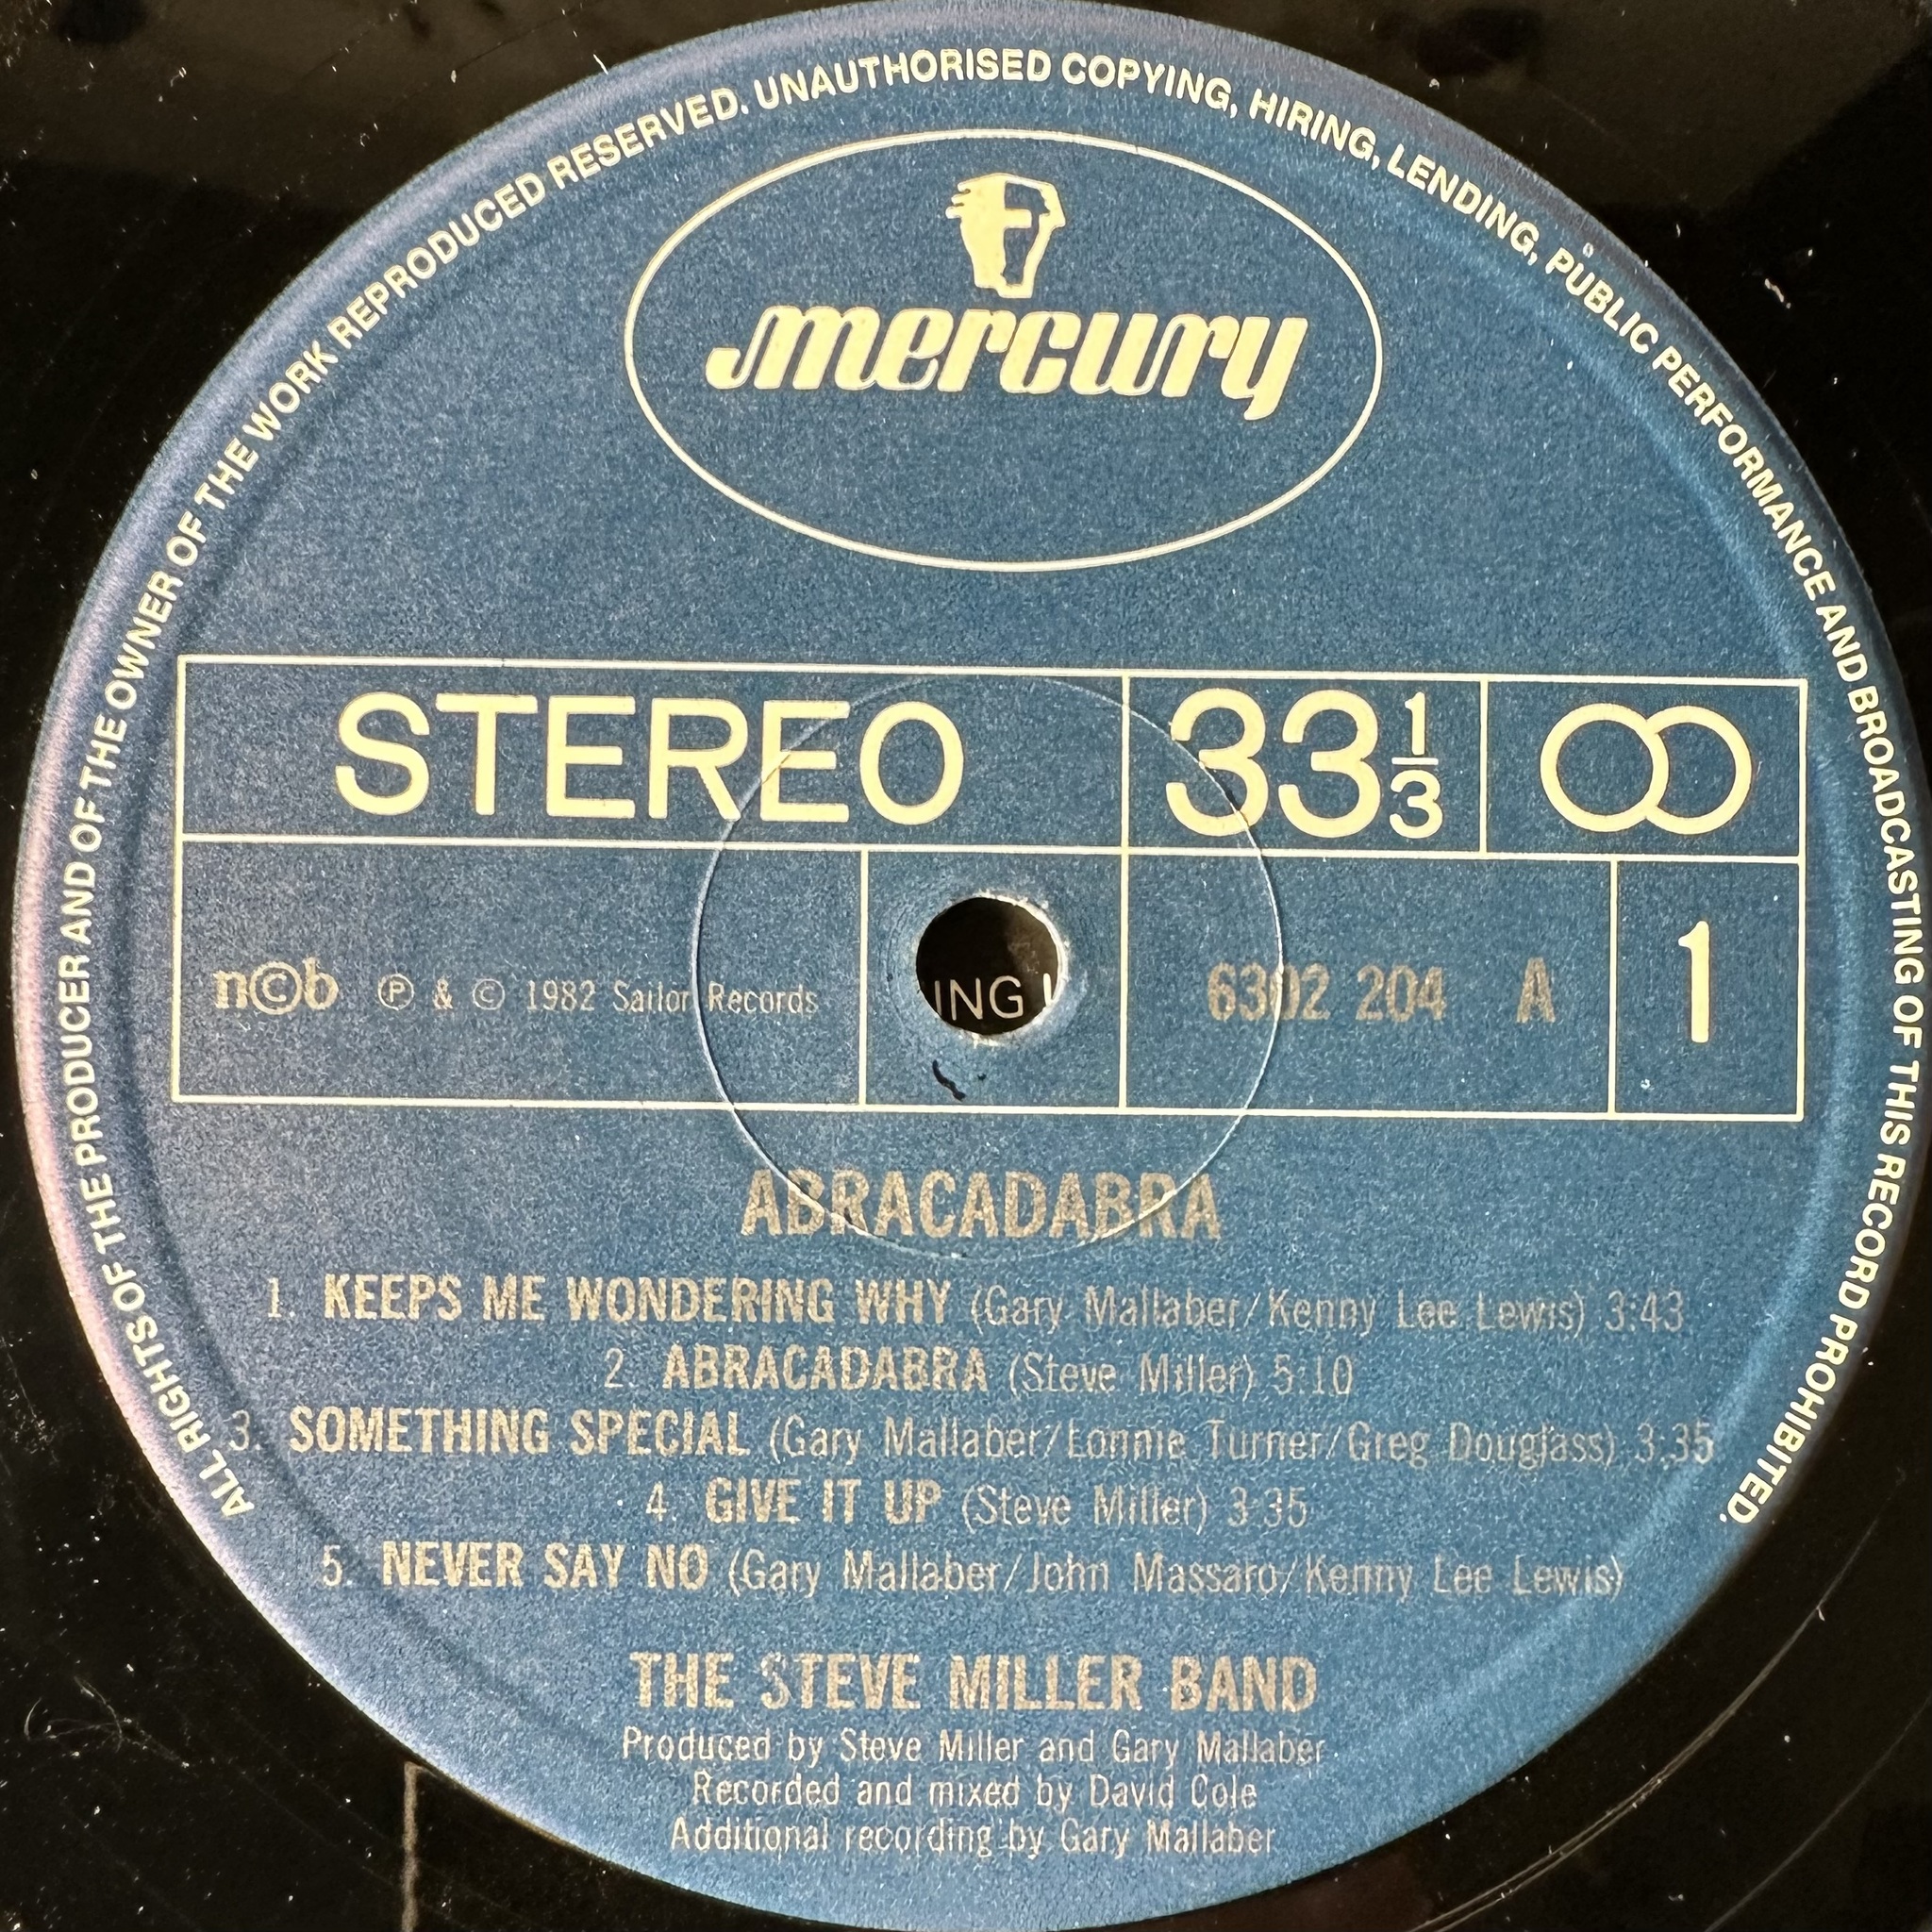 ALL RIGHTS OF THE PRODUCER AND OF THE OWNER OF THE WORK REPRODUCED RESERVED. UNAUTHORISED COPYING, HIRING, LENDING, PUBLIC PERFORMANCE AND BROADCASTING OF THIS RECORD PROHIBITED.
mercury
STEREO 33 1/3
n©b ℗ & © 1982 Sailor Records 6302 204 A 1
ING
ABRACADABRA
1. KEEPS ME WONDERING WHY (Gary Mallaber/Kenny Lee Lewis) 3:43
2. ABRACADABRA (Steve Miller) 5:10
3. SOMETHING SPECIAL (Gary Mallaber/Lonnie Turner/Greg Douglass) 3:35
4. GIVE IT UP (Steve Miller) 3:35
5. NEVER SAY NO (Gary Mallaber/John Massaro/Kenny Lee Lewis)
THE STEVE MILLER BAND
Produced by Steve Miller and Gary Mallaber
Recorded and mixed by David Cole
Additional recording by Gary Mallaber